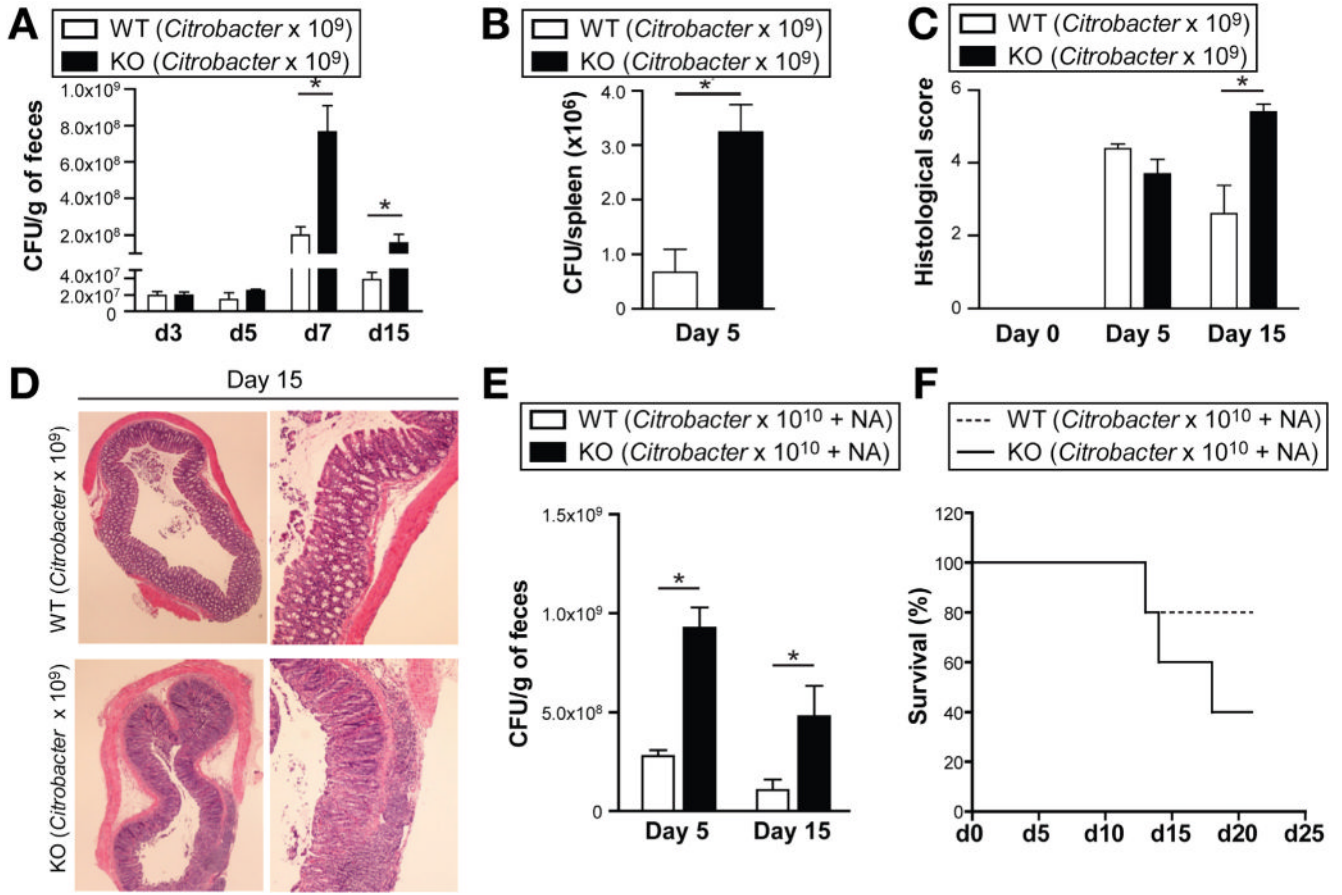 A
WT (Citrobacter x 10⁹)
KO (Citrobacter x 10⁹)
CFU/g of feces
1.0x10⁹
8.0x10⁸
6.0x10⁸
4.0x10⁸
2.0x10⁸
4.0x10⁷
2.0x10⁷
0
*
*
d3 d5 d7 d15
B
WT (Citrobacter x 10⁹)
KO (Citrobacter x 10⁹)
CFU/spleen (x10⁶)
4.0
3.0
2.0
1.0
0
*
Day 5
C
WT (Citrobacter x 10⁹)
KO (Citrobacter x 10⁹)
Histological score
6
4
2
0
*
Day 0 Day 5 Day 15
D
Day 15
WT (Citrobacter x 10⁹)
KO (Citrobacter x 10⁹)
E
WT (Citrobacter x 10¹⁰ + NA)
KO (Citrobacter x 10¹⁰ + NA)
CFU/g of feces
1.5x10⁹
1.0x10⁹
5.0x10⁸
0
*
*
Day 5 Day 15
F
WT (Citrobacter x 10¹⁰ + NA)
KO (Citrobacter x 10¹⁰ + NA)
Survival (%)
120
100
80
60
40
20
0
d0 d5 d10 d15 d20 d25